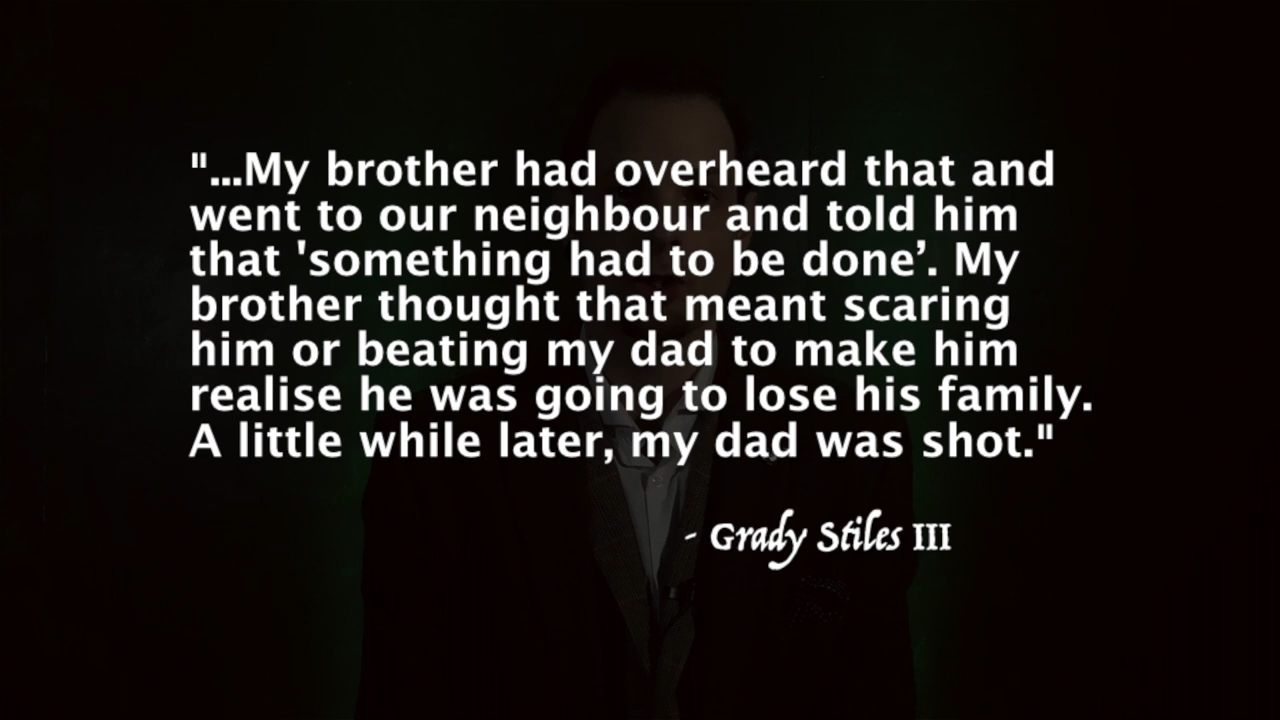 "...My brother had overheard that and
went to our neighbour and told him
that 'something had to be done’. My
brother thought that meant scaring
him or beating my dad to make him
realise he was going to lose his family.
A little while later, my dad was shot."
- Grady Stiles III